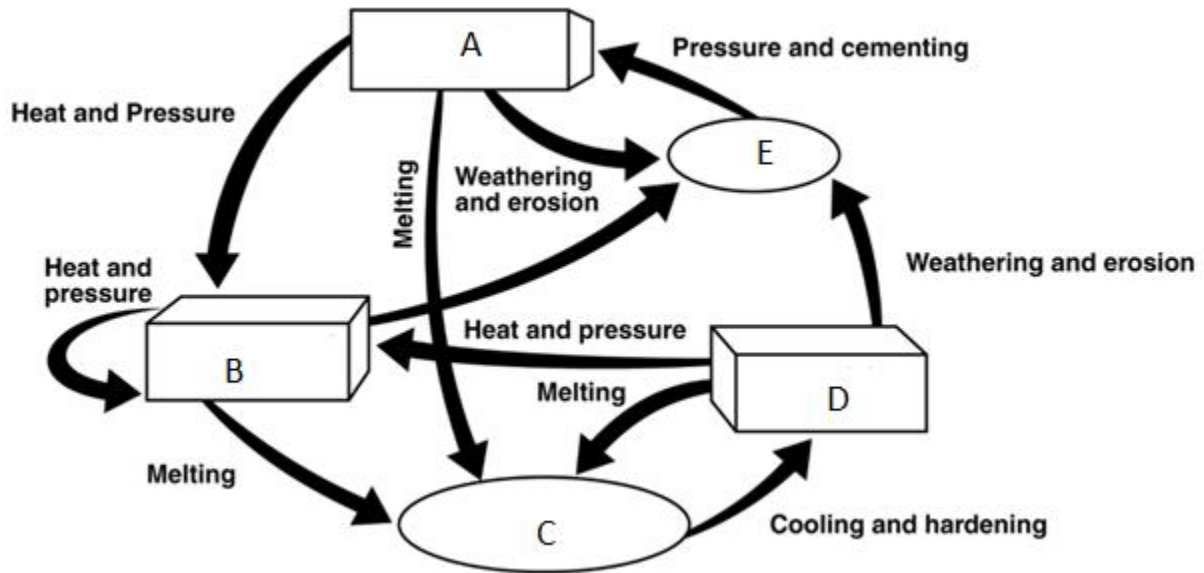 A
Pressure and cementing
Heat and Pressure
E
Melting
Weathering
and erosion
Heat and
pressure
Weathering and erosion
Heat and pressure
B
Melting
D
Melting
C
Cooling and hardening